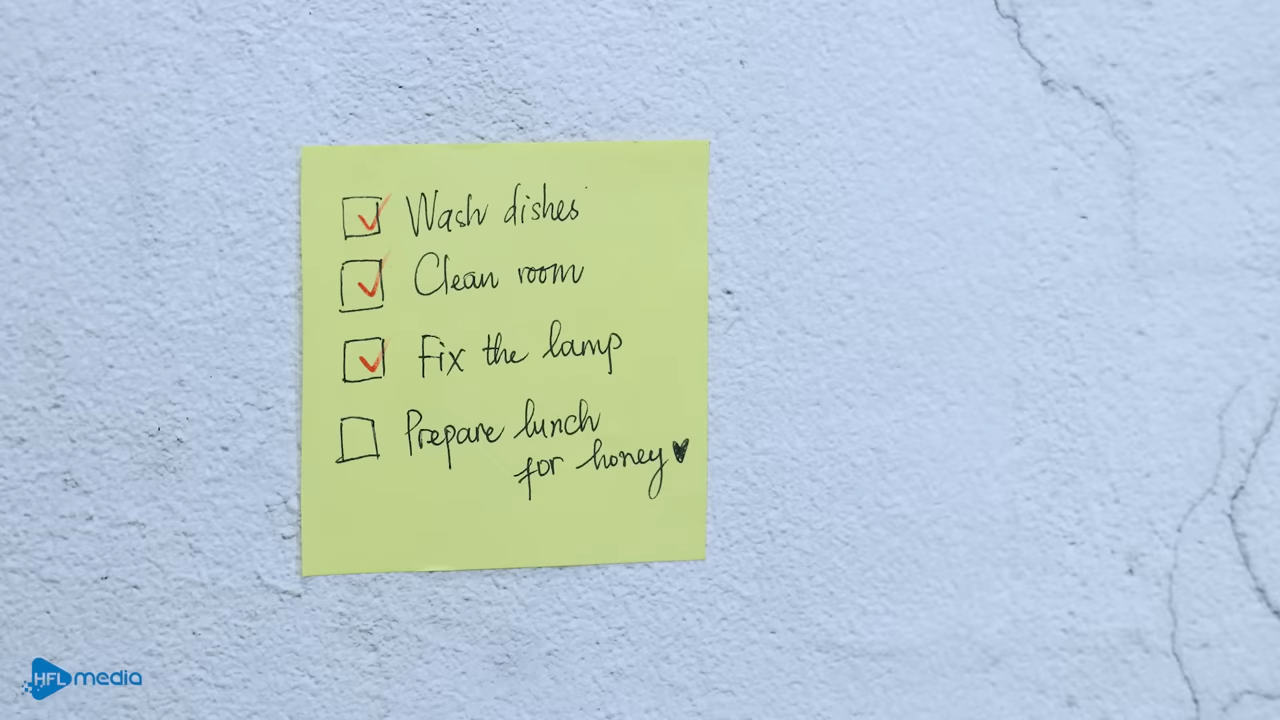 Wash dishes
Clean room
Fix the lamp
Prepare lunch
for honey
HFL media